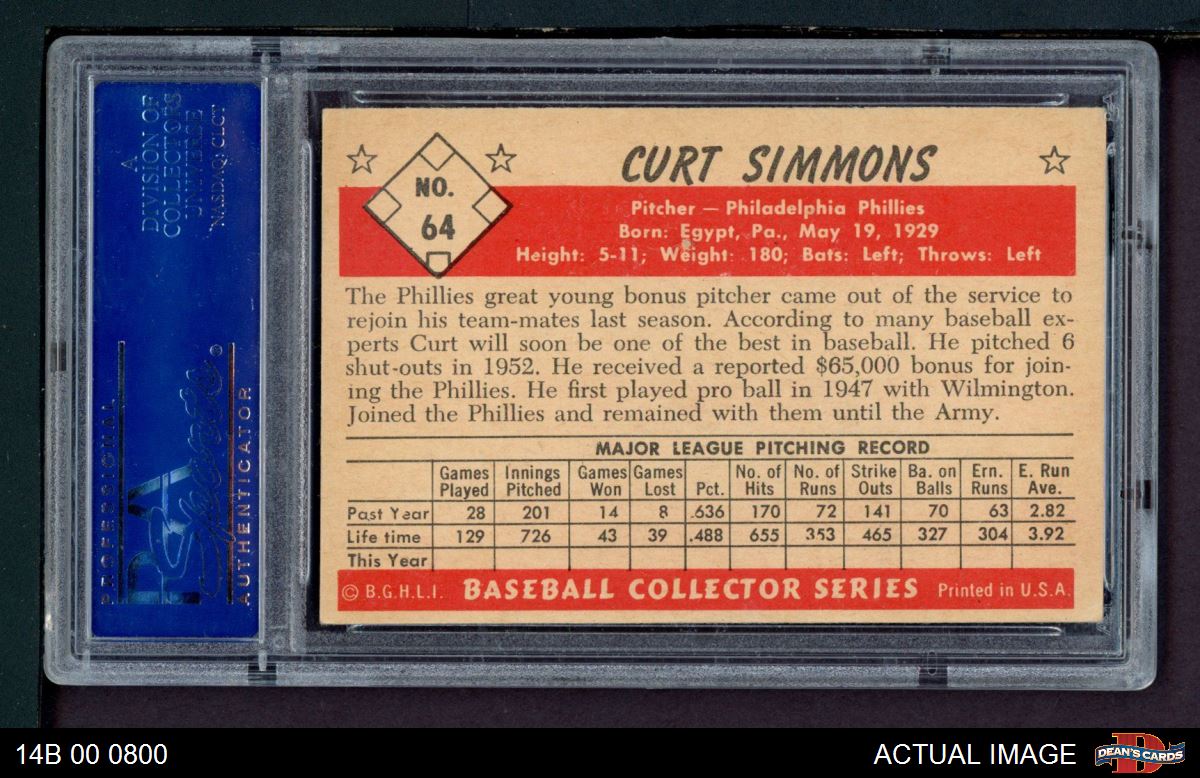 A
DIVISION OF
COLLECTORS
UNIVERSE
NASDAQ: CLCT
PROFESSIONAL
PSA
Sports
AUTHENTICATOR
NO.
64
CURT SIMMONS
Pitcher — Philadelphia Phillies
Born: Egypt, Pa., May 19, 1929
Height: 5-11; Weight: 180; Bats: Left; Throws: Left
The Phillies great young bonus pitcher came out of the service to
rejoin his team-mates last season. According to many baseball ex-
perts Curt will soon be one of the best in baseball. He pitched 6
shut-outs in 1952. He received a reported $65,000 bonus for join-
ing the Phillies. He first played pro ball in 1947 with Wilmington.
Joined the Phillies and remained with them until the Army.
MAJOR LEAGUE PITCHING RECORD
Games Innings Games Games No. of No. of Strike Ba. on Ern. E. Run
Played Pitched Won Lost Pct. Hits Runs Outs Balls Runs Ave.
Past Year 28 201 14 8 .636 170 72 141 70 63 2.82
Life time 129 726 43 39 .488 655 353 465 327 304 3.92
This Year
© B.G.H.L.I. BASEBALL COLLECTOR SERIES Printed in U.S.A.
14B 00 0800
ACTUAL IMAGE
DEAN'S CARDS